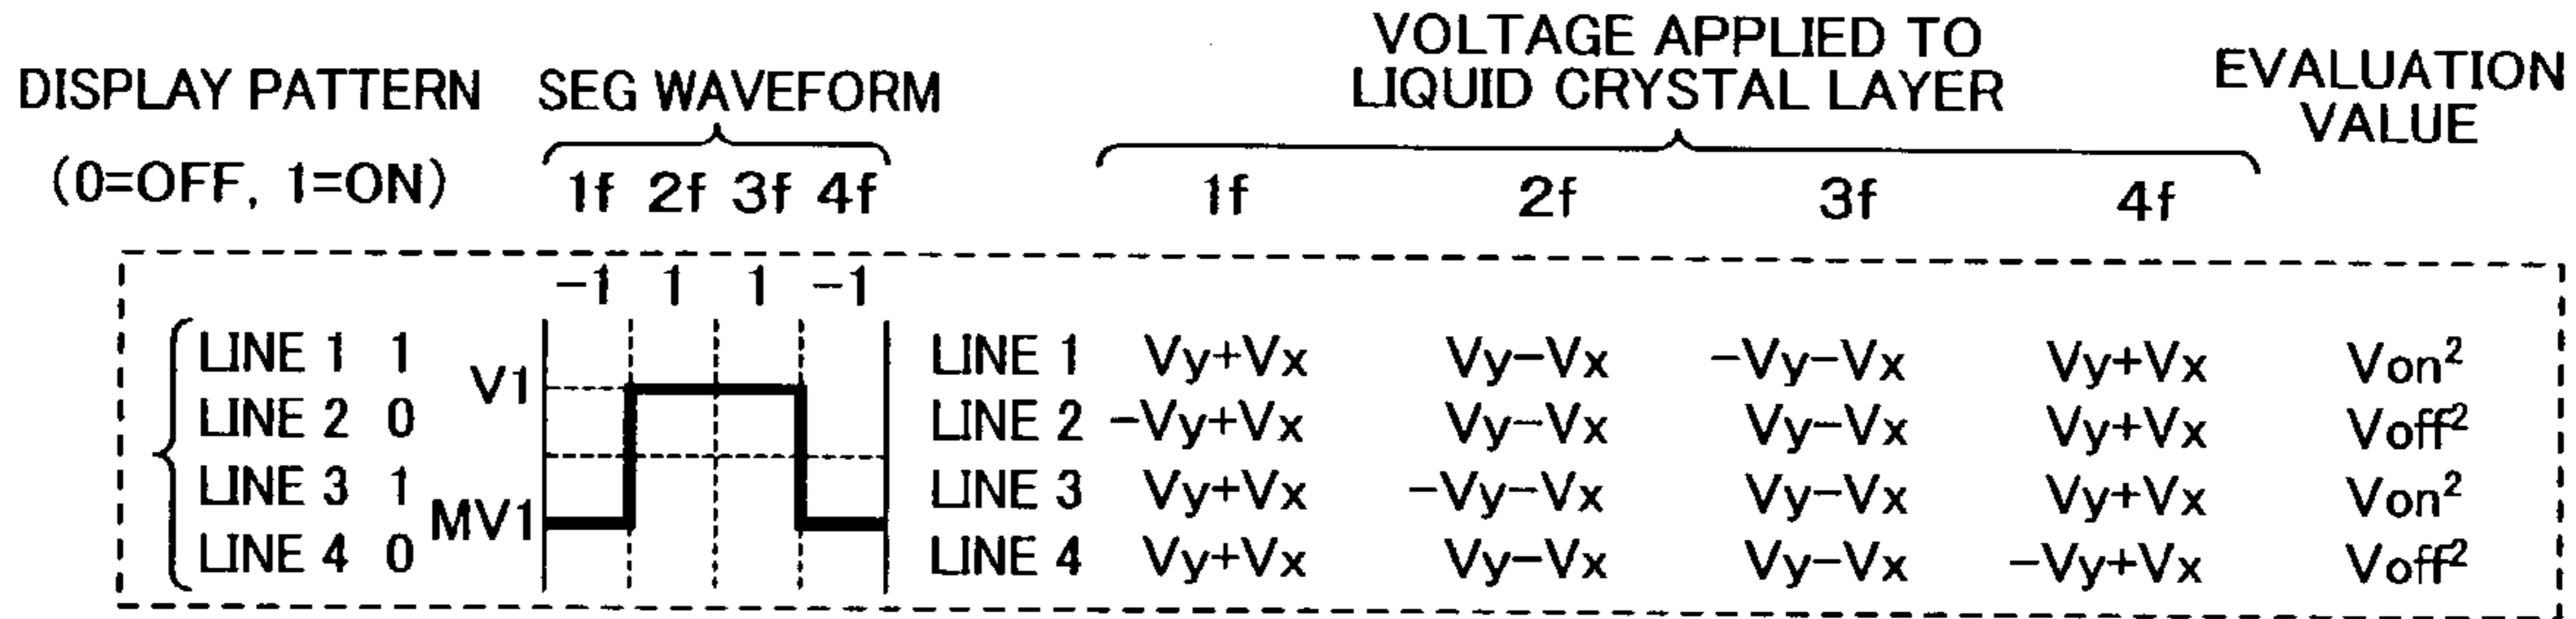 DISPLAY PATTERN
(0=OFF, 1=ON)
SEG WAVEFORM
1f 2f 3f 4f
VOLTAGE APPLIED TO
LIQUID CRYSTAL LAYER
1f 2f 3f 4f
EVALUATION
VALUE
-1 1 1 -1
LINE 1 1
LINE 2 0
LINE 3 1
LINE 4 0
V1
MV1
LINE 1 Vy+Vx Vy-Vx -Vy-Vx Vy+Vx Von²
LINE 2 -Vy+Vx Vy-Vx Vy-Vx Vy+Vx Voff²
LINE 3 Vy+Vx -Vy-Vx Vy-Vx Vy+Vx Von²
LINE 4 Vy+Vx Vy-Vx Vy-Vx -Vy+Vx Voff²